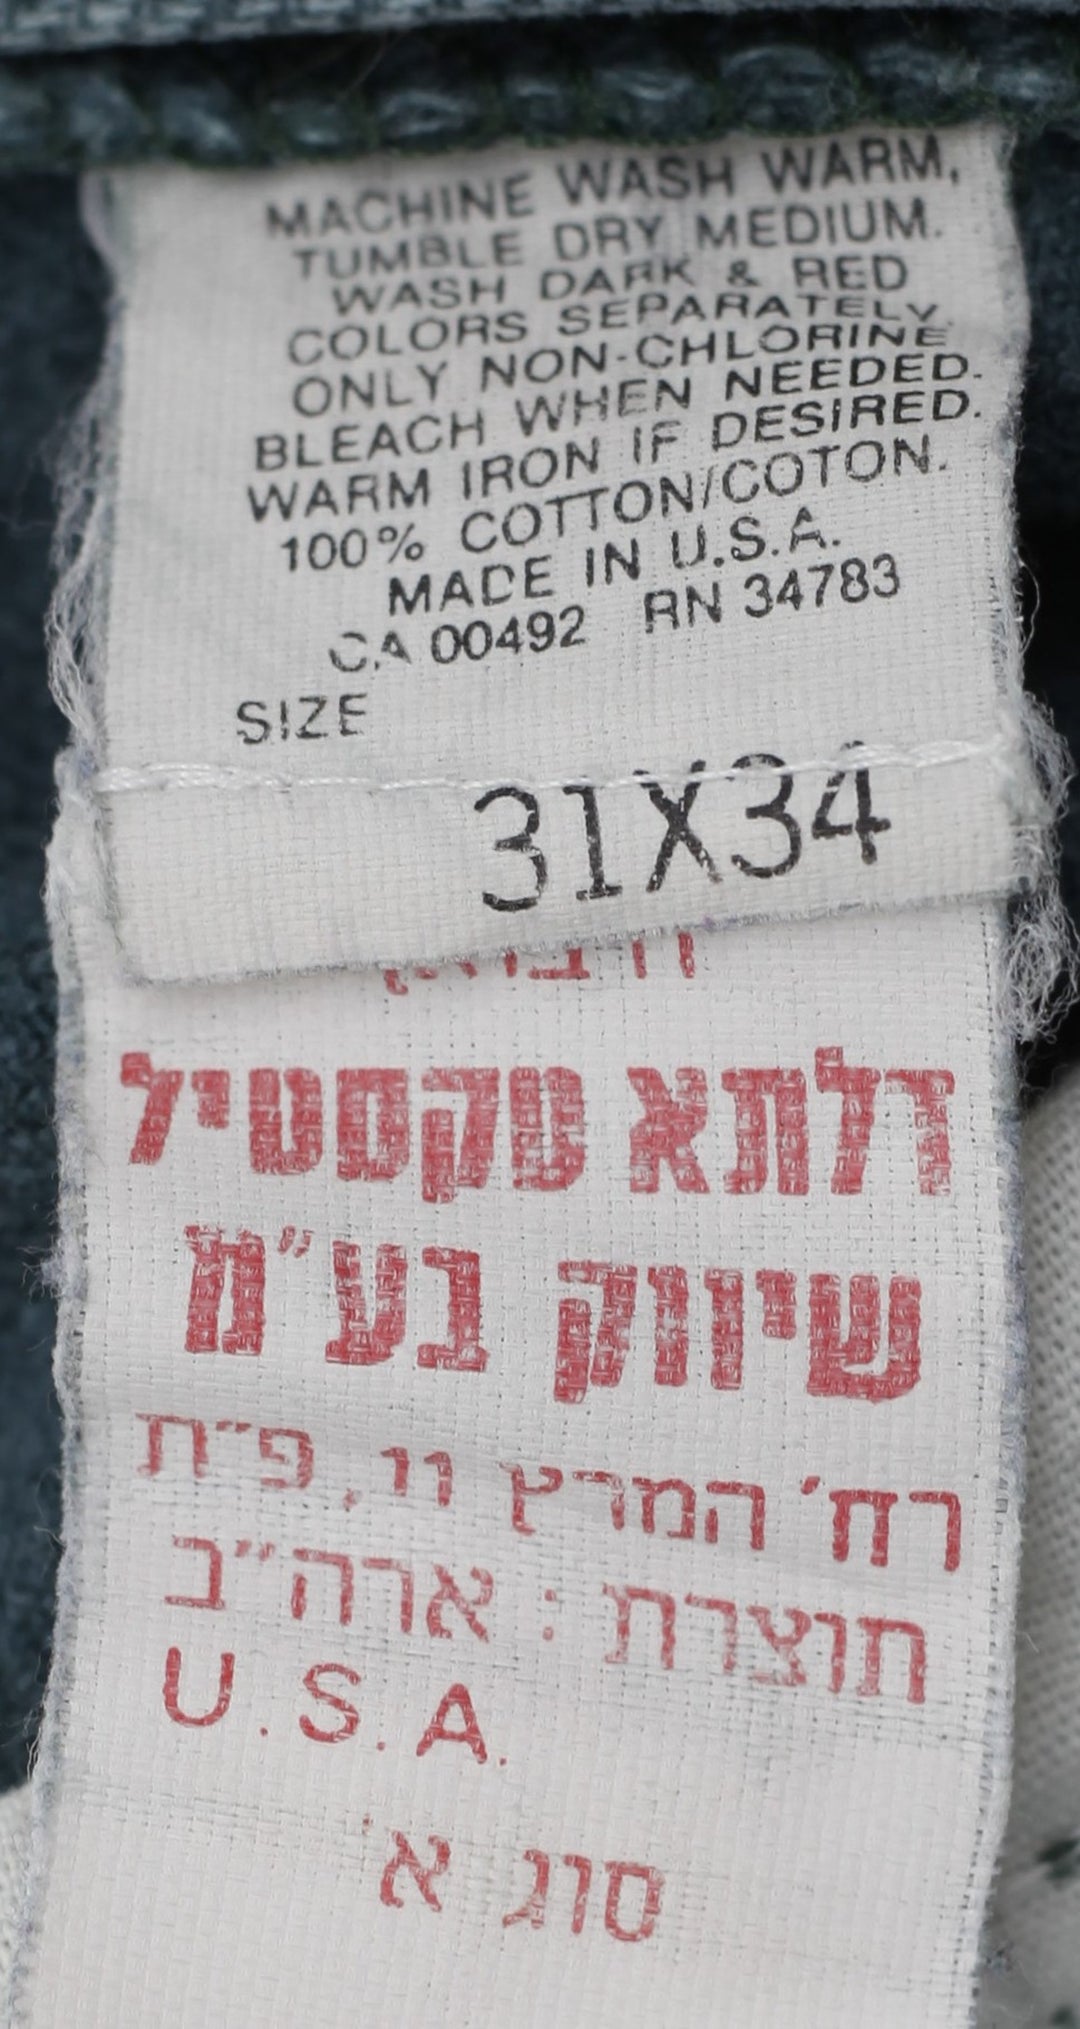 MACHINE WASH WARM,
TUMBLE DRY MEDIUM.
WASH DARK & RED
COLORS SEPARATELY.
ONLY NON-CHLORINE
BLEACH WHEN NEEDED.
WARM IRON IF DESIRED.
100% COTTON/COTON.
MADE IN U.S.A.
CA 00492 RN 34783
SIZE
31X34
דלתא טקסטיל
שיווק בע"מ
רח' המרץ 11, פ"ת
תוצרת: ארה"ב
U.S.A.
סוג א'